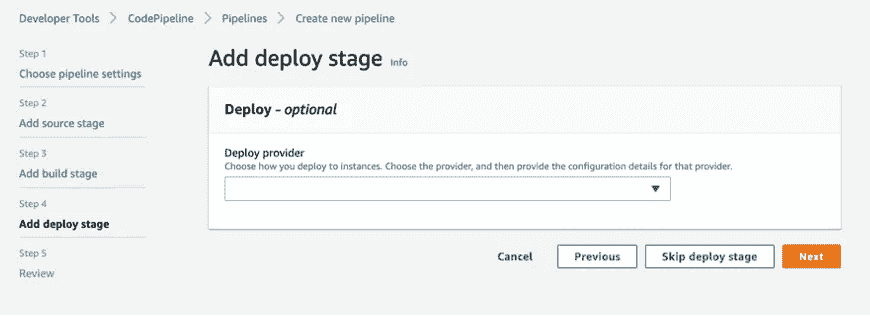 Developer Tools > CodePipeline > Pipelines > Create new pipeline
Step 1
Choose pipeline settings
Step 2
Add source stage
Step 3
Add build stage
Step 4
Add deploy stage
Step 5
Review
Add deploy stage Info
Deploy - optional
Deploy provider
Choose how you deploy to instances. Choose the provider, and then provide the configuration details for that provider.
Cancel Previous Skip deploy stage Next